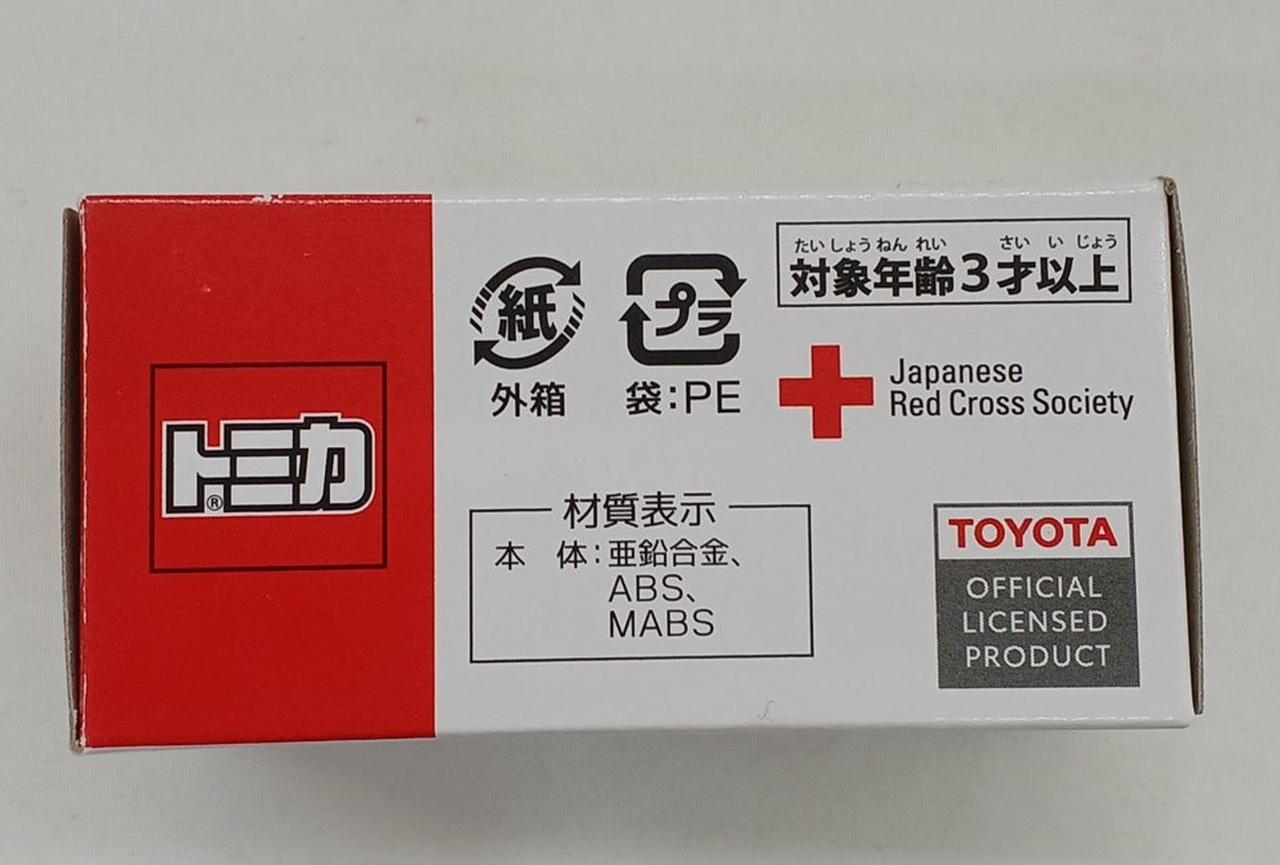 トミカ®
紙
外箱
プラ
袋:PE
たいしょうねんれい さいいじょう
対象年齢3才以上
Japanese
Red Cross Society
材質表示
本 体:亜鉛合金、
ABS、
MABS
TOYOTA
OFFICIAL
LICENSED
PRODUCT